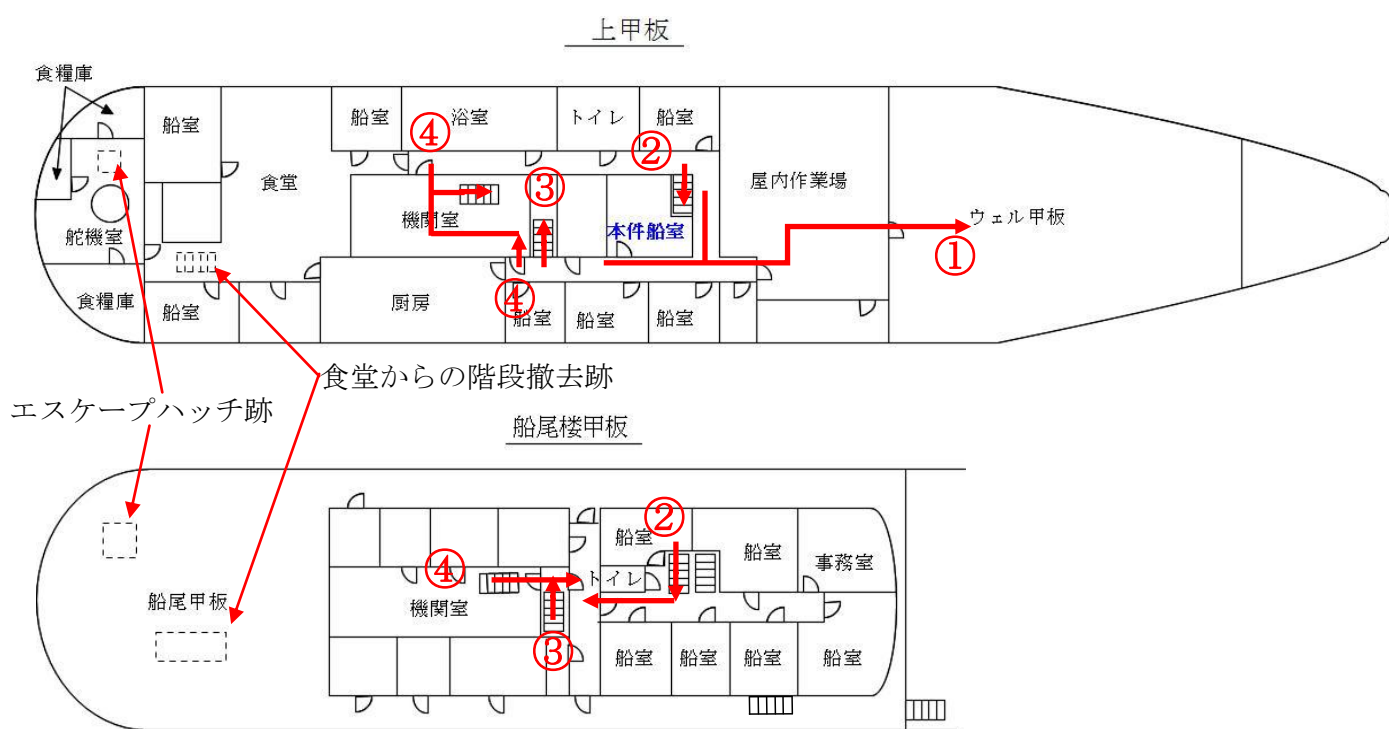 上甲板
食糧庫
船室
船室
浴室
トイレ
船室
④
②
食堂
③
屋内作業場
機関室
ウェル甲板
本件船室
舵機室
①
④
食糧庫
船室
厨房
船室
船室
船室
食堂からの階段撤去跡
エスケープハッチ跡
船尾楼甲板
②
船室
船室
事務室
④
トイレ
船尾甲板
機関室
③
船室
船室
船室
船室